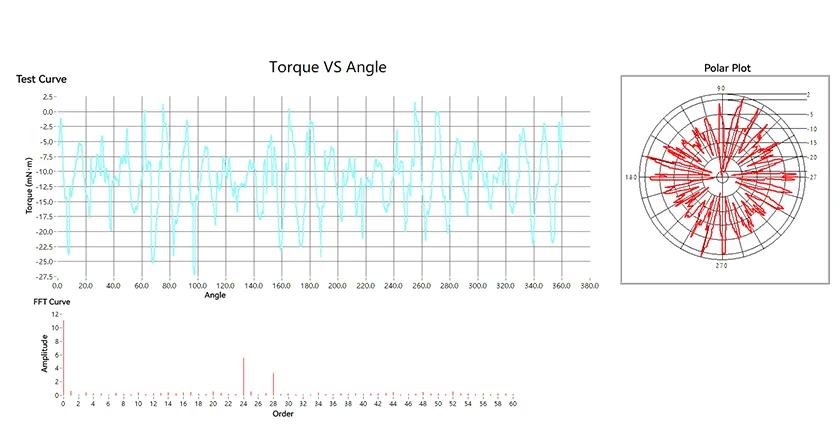 Torque VS Angle
Test Curve
Torque (mN·m)
2.5
0.0
-2.5
-5.0
-7.5
-10.0
-12.5
-15.0
-17.5
-20.0
-22.5
-25.0
-27.5
0.0 20.0 40.0 60.0 80.0 100.0 120.0 140.0 160.0 180.0 200.0 220.0 240.0 260.0 280.0 300.0 320.0 340.0 360.0 380.0
Angle
Polar Plot
90
2
-5
-10
-15
-20
180
-27
270
FFT Curve
Amplitude
12
10
8
6
4
2
0
0 2 4 6 8 10 12 14 16 18 20 22 24 26 28 30 32 34 36 38 40 42 44 46 48 50 52 54 56 58 60
Order